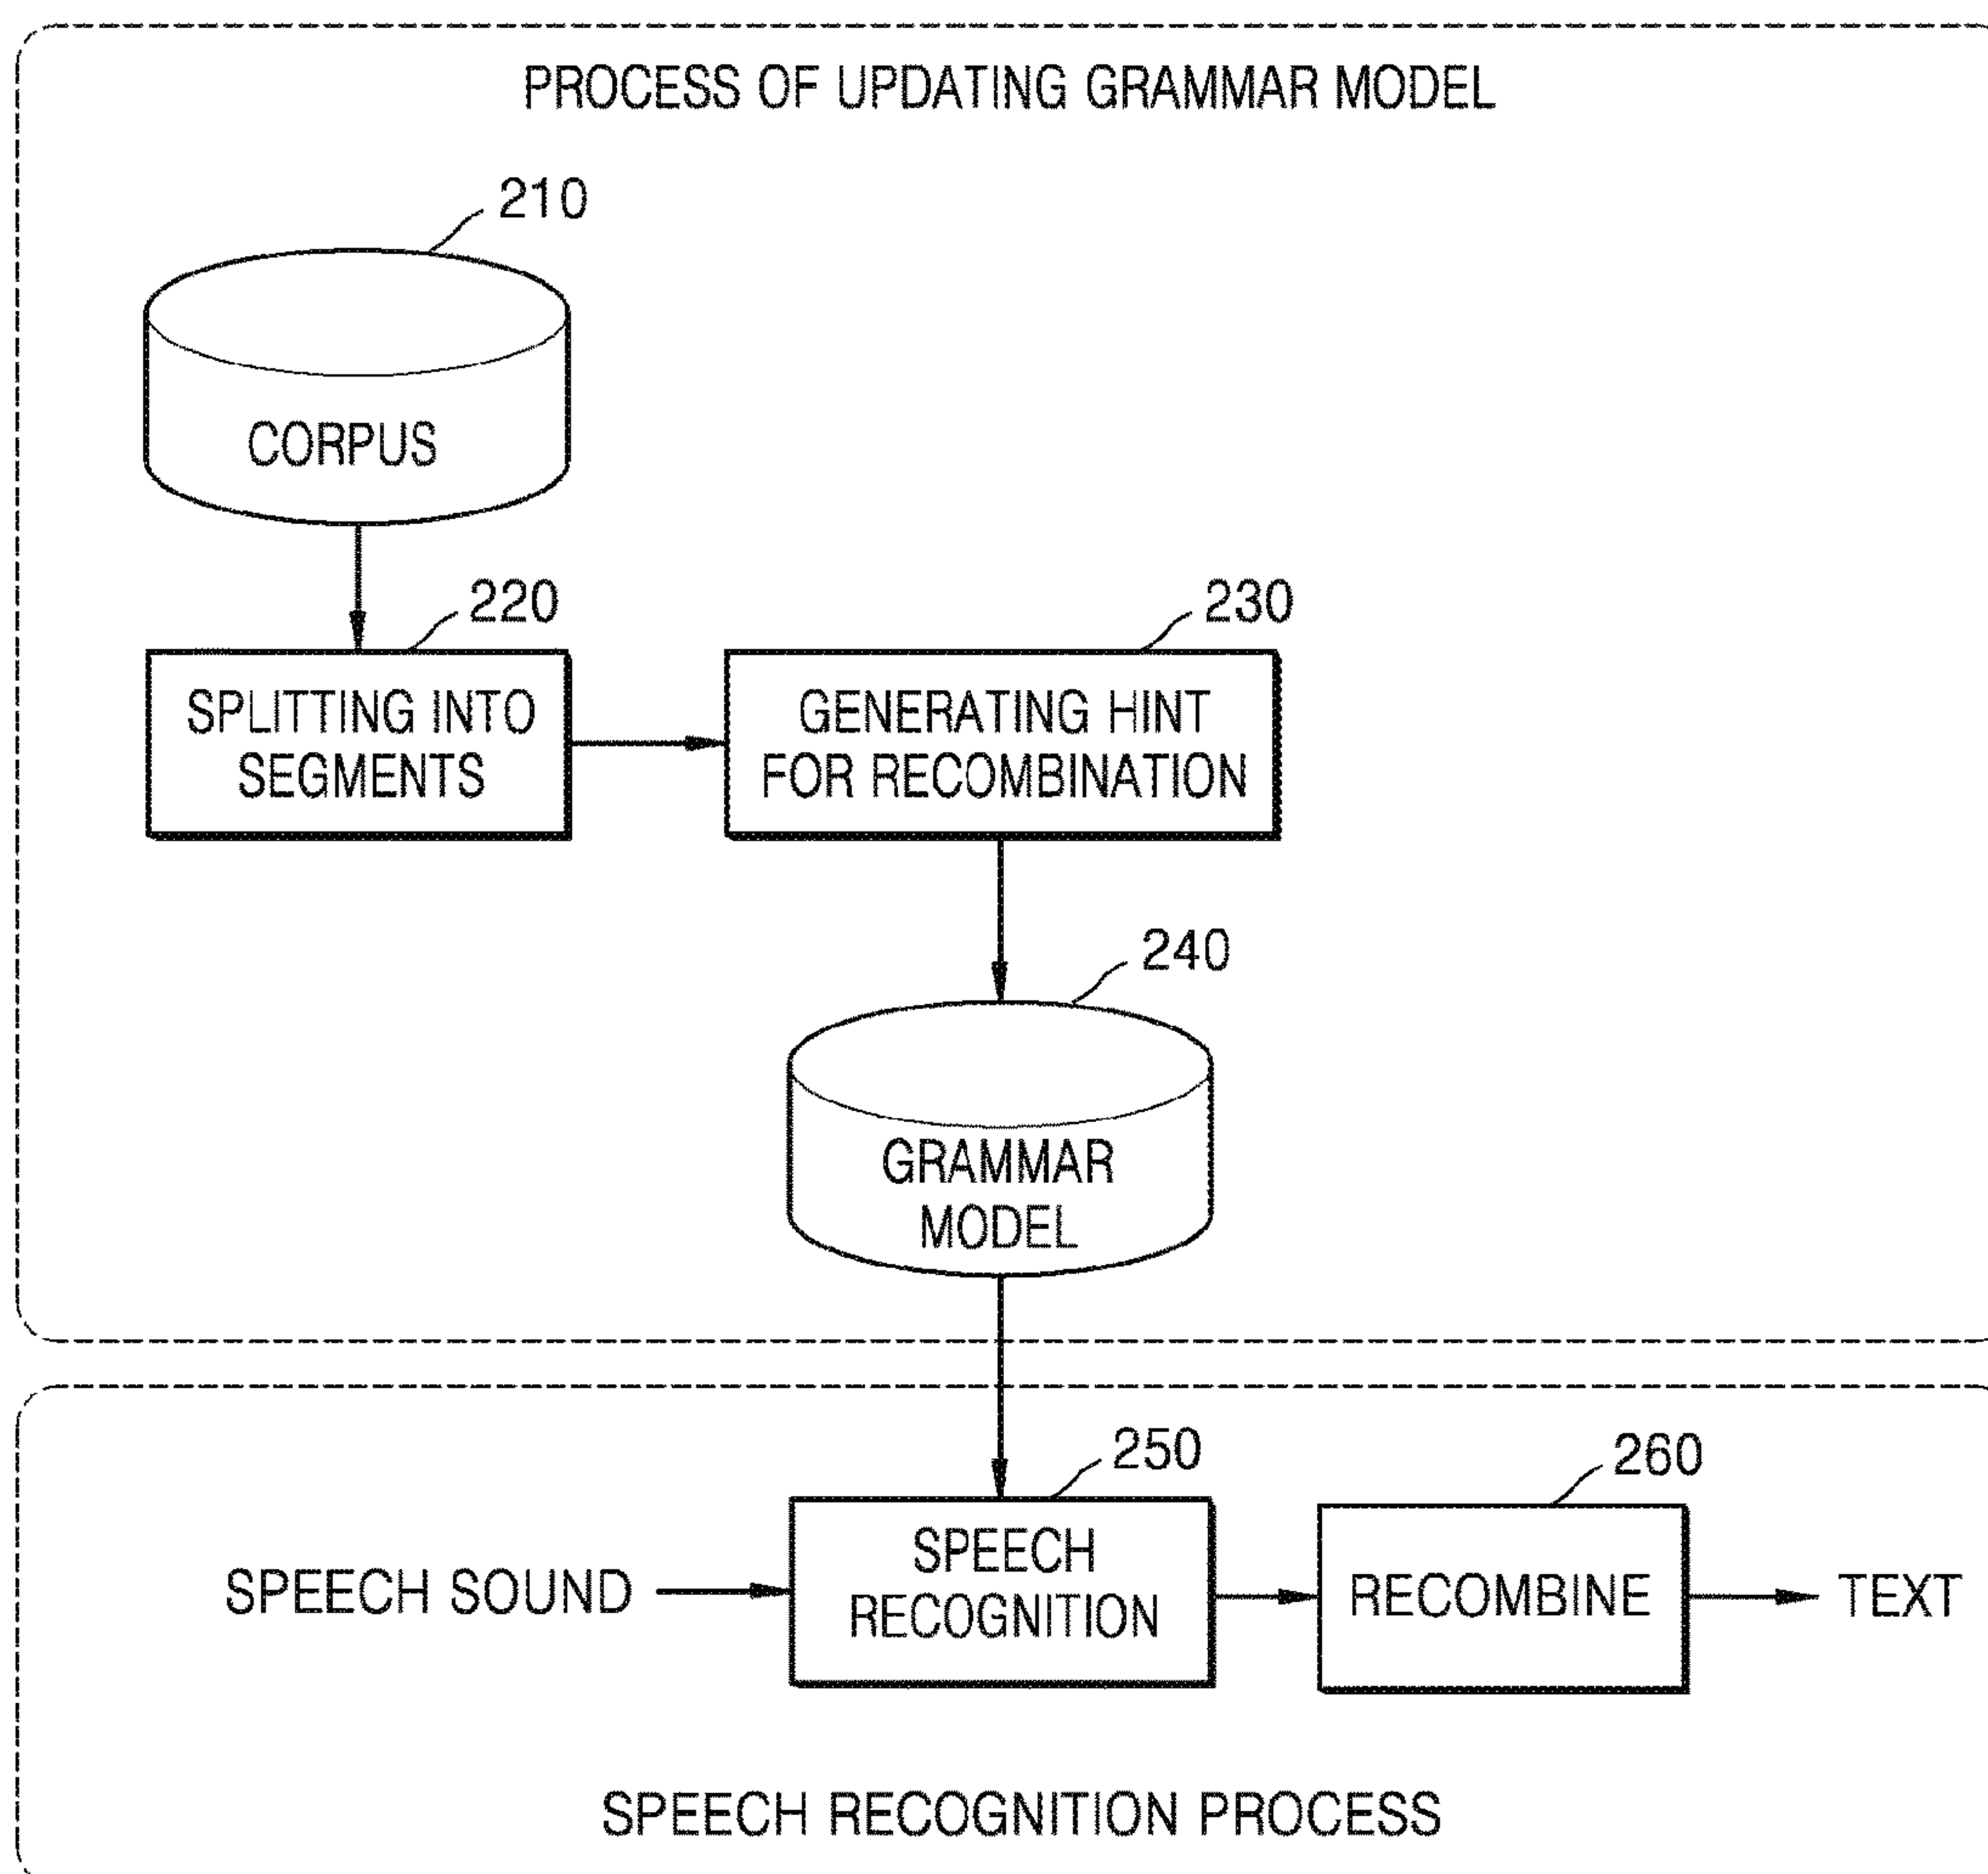 PROCESS OF UPDATING GRAMMAR MODEL
210
CORPUS
220
230
SPLITTING INTO
SEGMENTS
GENERATING HINT
FOR RECOMBINATION
240
GRAMMAR
MODEL
250
260
SPEECH SOUND
SPEECH
RECOGNITION
RECOMBINE
TEXT
SPEECH RECOGNITION PROCESS